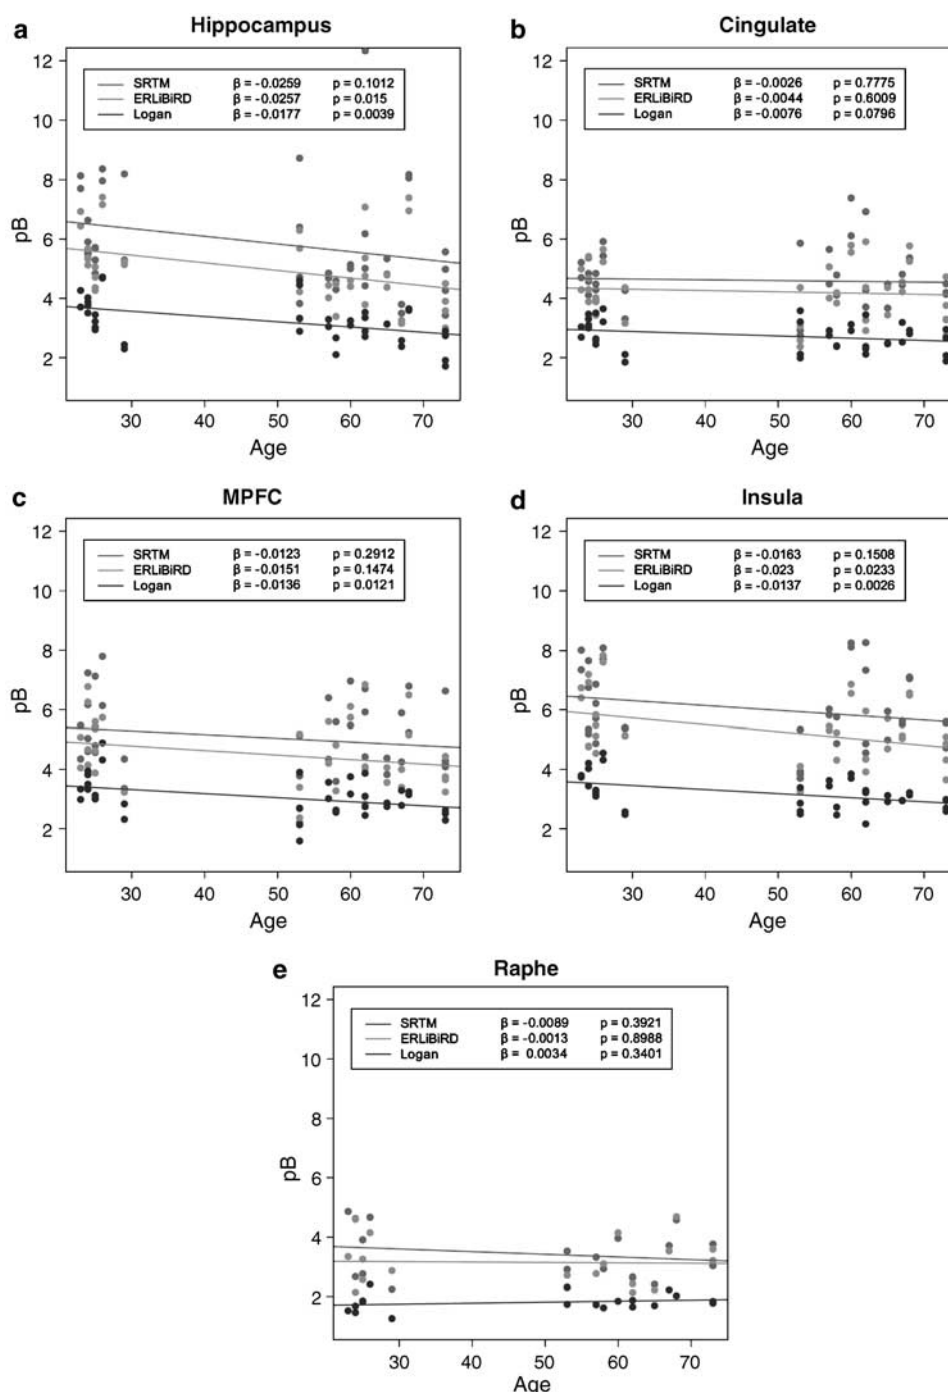 a Hippocampus
12
10
8
6
4
2
pB
SRTM β = -0.0259 p = 0.1012
ERLiBiRD β = -0.0257 p = 0.015
Logan β = -0.0177 p = 0.0039
30 40 50 60 70
Age
b Cingulate
12
10
8
6
4
2
pB
SRTM β = -0.0026 p = 0.7775
ERLiBiRD β = -0.0044 p = 0.6009
Logan β = -0.0076 p = 0.0796
30 40 50 60 70
Age
c MPFC
12
10
8
6
4
2
pB
SRTM β = -0.0123 p = 0.2912
ERLiBiRD β = -0.0151 p = 0.1474
Logan β = -0.0136 p = 0.0121
30 40 50 60 70
Age
d Insula
12
10
8
6
4
2
pB
SRTM β = -0.0163 p = 0.1508
ERLiBiRD β = -0.023 p = 0.0233
Logan β = -0.0137 p = 0.0026
30 40 50 60 70
Age
e Raphe
12
10
8
6
4
2
pB
SRTM β = -0.0089 p = 0.3921
ERLiBiRD β = -0.0013 p = 0.8988
Logan β = 0.0034 p = 0.3401
30 40 50 60 70
Age